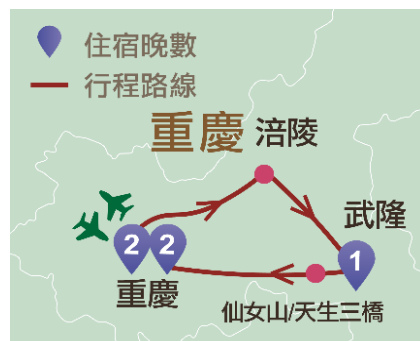 住宿晚數
行程路線
重慶 涪陵
武隆
2 2 1
重慶
仙女山/天生三橋